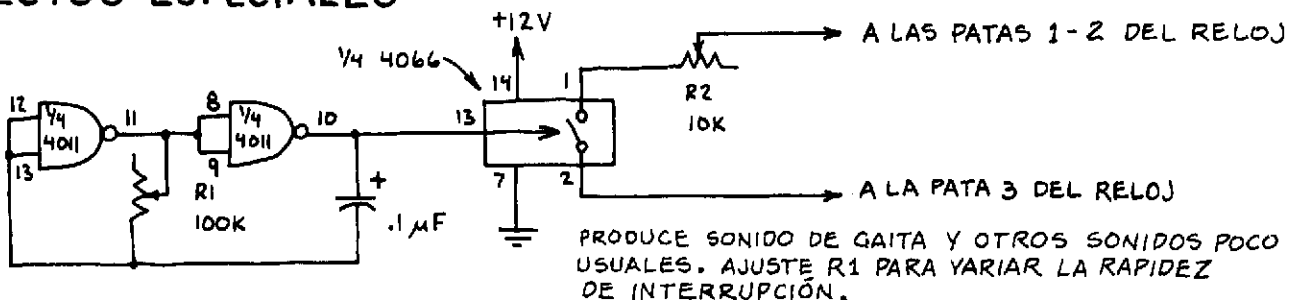 +12V
A LAS PATAS 1-2 DEL RELOJ
1/4 4066
14
1
R2
10K
12
1/4
4011
13
11
8
1/4
4011
9
10
13
R1
100K
+
.1 μF
7
2
A LA PATA 3 DEL RELOJ
PRODUCE SONIDO DE GAITA Y OTROS SONIDOS POCO
USUALES. AJUSTE R1 PARA VARIAR LA RAPIDEZ
DE INTERRUPCIÓN.